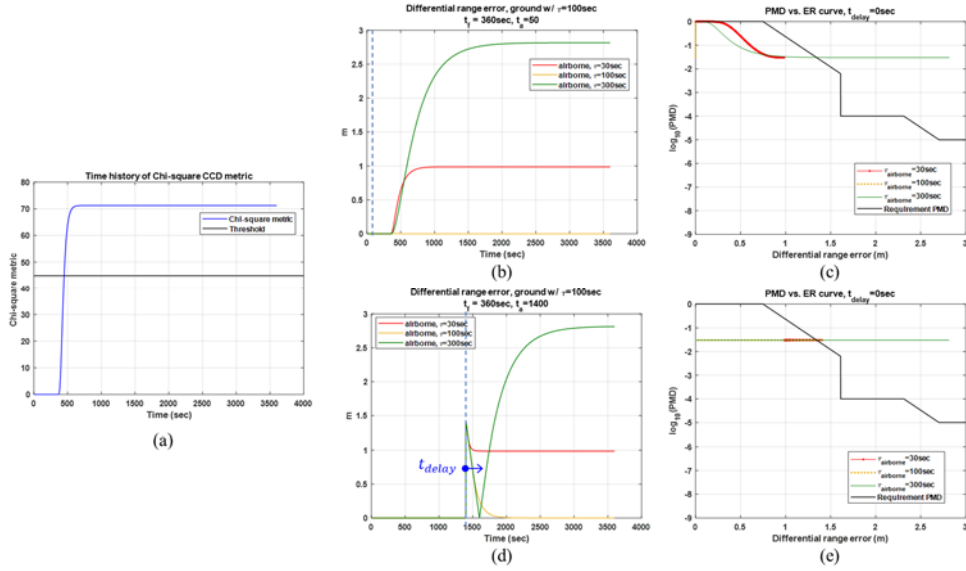 Time history of Chi-square CCD metric
80
70
60
50
40
30
20
10
0
Chi-square metric
Chi-square metric
Threshold
0 500 1000 1500 2000 2500 3000 3500 4000
Time (sec)
(a)
Differential range error, ground w/ τ=100sec
t_f = 360sec, t_a=50
3
2.5
2
1.5
1
0.5
0
m
airborne, τ=30sec
airborne, τ=100sec
airborne, τ=300sec
0 500 1000 1500 2000 2500 3000 3500 4000
Time (sec)
(b)
PMD vs. ER curve, t_delay=0sec
0
-1
-2
-3
-4
-5
-6
-7
-8
-9
log10(PMD)
τ_airborne=30sec
τ_airborne=100sec
τ_airborne=300sec
Requirement PMD
0 0.5 1 1.5 2 2.5 3
Differential range error (m)
(c)
Differential range error, ground w/ τ=100sec
t_f = 360sec, t_a=1400
3
2.5
2
1.5
1
0.5
0
m
airborne, τ=30sec
airborne, τ=100sec
airborne, τ=300sec
t_delay
0 500 1000 1500 2000 2500 3000 3500 4000
Time (sec)
(d)
PMD vs. ER curve, t_delay=0sec
0
-1
-2
-3
-4
-5
-6
-7
-8
-9
log10(PMD)
τ_airborne=30sec
τ_airborne=100sec
τ_airborne=300sec
Requirement PMD
0 0.5 1 1.5 2 2.5 3
Differential range error (m)
(e)